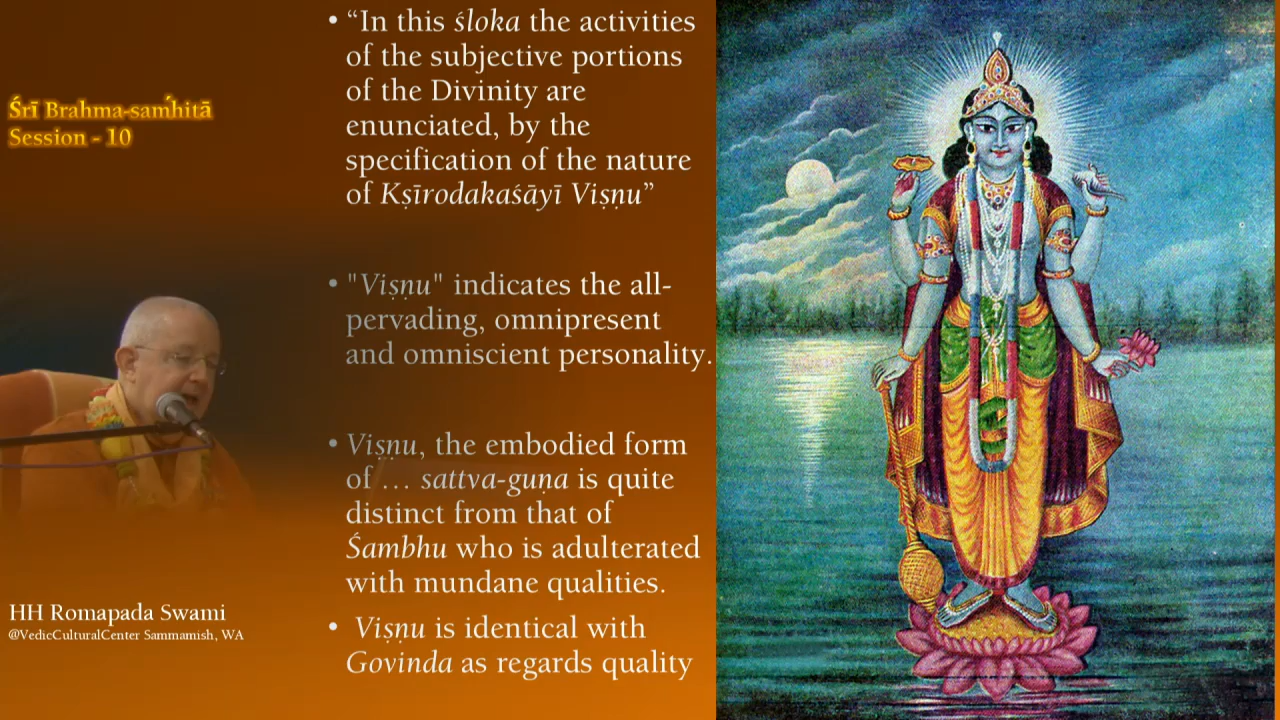 Śrī Brahma-saṁhitā
Session - 10
• “In this śloka the activities
of the subjective portions
of the Divinity are
enunciated, by the
specification of the nature
of Kṣīrodakaśāyī Viṣṇu”
• "Viṣṇu" indicates the all-
pervading, omnipresent
and omniscient personality.
• Viṣṇu, the embodied form
of … sattva-guṇa is quite
distinct from that of
Śambhu who is adulterated
with mundane qualities.
• Viṣṇu is identical with
Govinda as regards quality
HH Romapada Swami
@VedicCulturalCenter Sammamish, WA